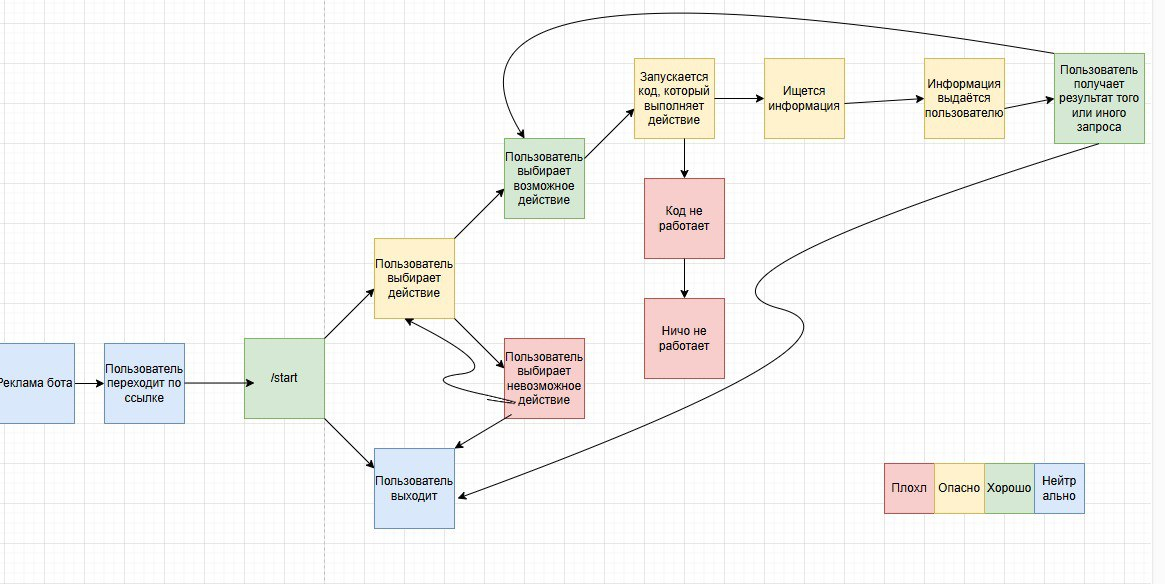 Запускается
код, который
выполняет
действие
Ищется
информация
Информация
выдаётся
пользователю
Пользователь
получает
результат того
или иного
запроса
Пользователь
выбирает
возможное
действие
Код не
работает
Пользователь
выбирает
действие
Ничо не
работает
Реклама бота
Пользователь
переходит по
ссылке
/start
Пользователь
выбирает
невозможное
действие
Пользователь
выходит
Плохл
Опасно
Хорошо
Нейтр
ально